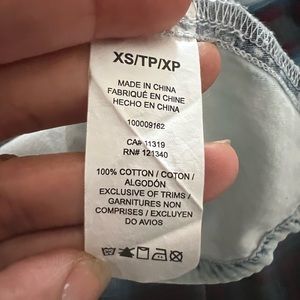 XS/TP/XP
MADE IN CHINA
FABRIQUÉ EN CHINE
HECHO EN CHINA
100009162
CA# 11319
RN# 121340
100% COTTON / COTON /
ALGODÓN
EXCLUSIVE OF TRIMS /
GARNITURES NON
COMPRISES / EXCLUYEN
DO AVIOS